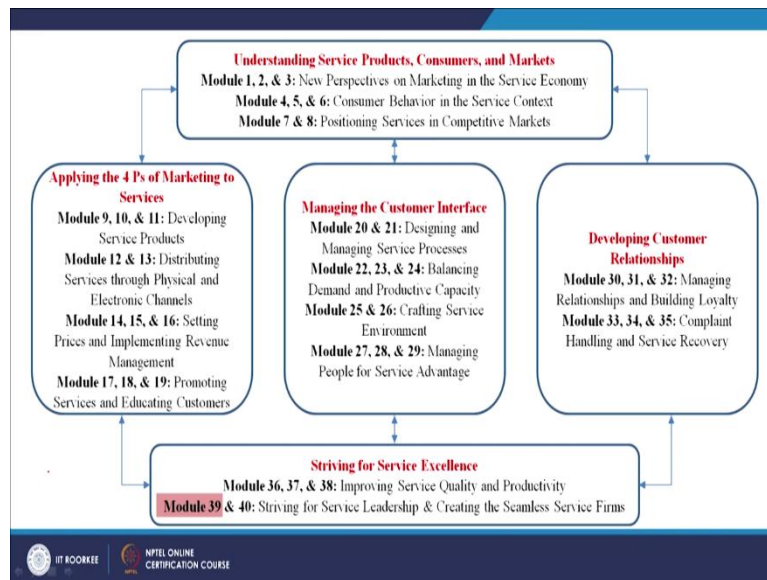 Understanding Service Products, Consumers, and Markets
Module 1, 2, & 3: New Perspectives on Marketing in the Service Economy
Module 4, 5, & 6: Consumer Behavior in the Service Context
Module 7 & 8: Positioning Services in Competitive Markets
Applying the 4 Ps of Marketing to
Services
Module 9, 10, & 11: Developing
Service Products
Module 12 & 13: Distributing
Services through Physical and
Electronic Channels
Module 14, 15, & 16: Setting
Prices and Implementing Revenue
Management
Module 17, 18, & 19: Promoting
Services and Educating Customers
Managing the Customer Interface
Module 20 & 21: Designing and
Managing Service Processes
Module 22, 23, & 24: Balancing
Demand and Productive Capacity
Module 25 & 26: Crafting Service
Environment
Module 27, 28, & 29: Managing
People for Service Advantage
Developing Customer
Relationships
Module 30, 31, & 32: Managing
Relationships and Building Loyalty
Module 33, 34, & 35: Complaint
Handling and Service Recovery
Striving for Service Excellence
Module 36, 37, & 38: Improving Service Quality and Productivity
Module 39 & 40: Striving for Service Leadership & Creating the Seamless Service Firms
IIT ROORKEE
NPTEL ONLINE
CERTIFICATION COURSE